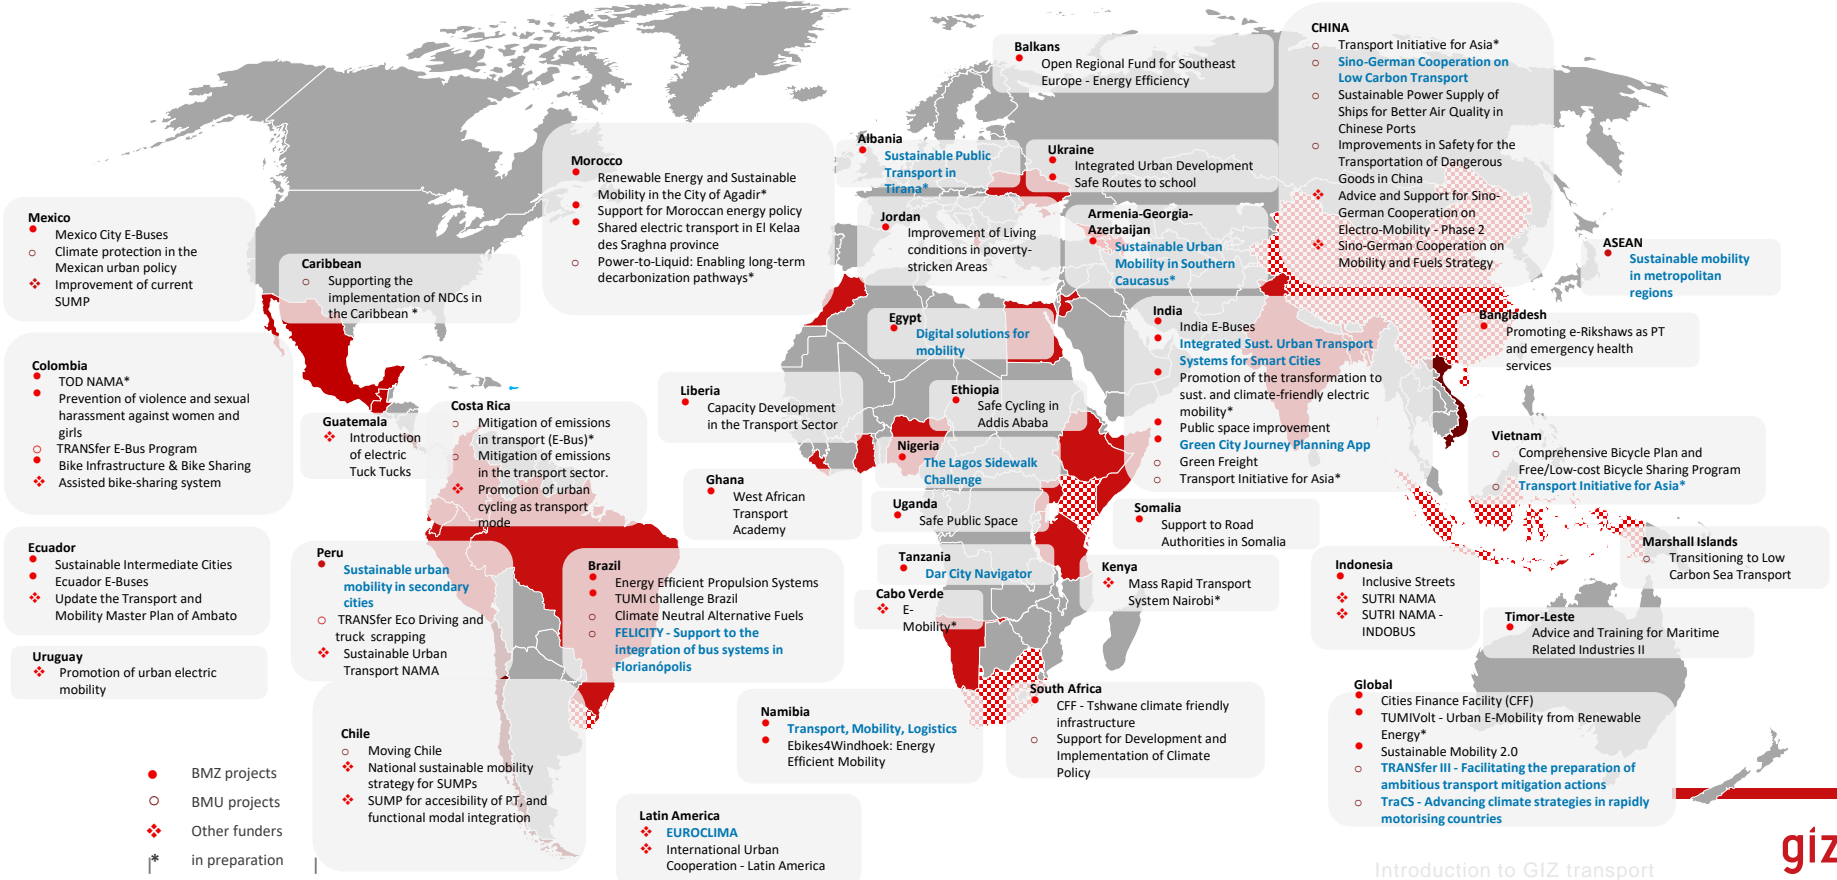 Mexico
Mexico City E-Buses
Climate protection in the
Mexican urban policy
Improvement of current
SUMP
Caribbean
Supporting the
implementation of NDCs in
the Caribbean *
Colombia
TOD NAMA*
Prevention of violence and sexual
harassment against women and
girls
TRANSfer E-Bus Program
Bike Infrastructure & Bike Sharing
Assisted bike-sharing system
Guatemala
Introduction
of electric
Tuck Tucks
Costa Rica
Mitigation of emissions
in transport (E-Bus)*
Mitigation of emissions
in the transport sector.
Promotion of urban
cycling as transport
mode
Ecuador
Sustainable Intermediate Cities
Ecuador E-Buses
Update the Transport and
Mobility Master Plan of Ambato
Uruguay
Promotion of urban electric
mobility
Peru
Sustainable urban
mobility in secondary
cities
TRANSfer Eco Driving and
truck scrapping
Sustainable Urban
Transport NAMA
Brazil
Energy Efficient Propulsion Systems
TUMI challenge Brazil
Climate Neutral Alternative Fuels
FELICITY - Support to the
integration of bus systems in
Florianópolis
Chile
Moving Chile
National sustainable mobility
strategy for SUMPs
SUMP for accesibility of PT, and
functional modal integration
Latin America
EUROCLIMA
International Urban
Cooperation - Latin America
Morocco
Renewable Energy and Sustainable
Mobility in the City of Agadir*
Support for Moroccan energy policy
Shared electric transport in El Kelaa
des Sraghna province
Power-to-Liquid: Enabling long-term
decarbonization pathways*
Balkans
Open Regional Fund for Southeast
Europe - Energy Efficiency
Albania
Sustainable Public
Transport in
Tirana*
Ukraine
Integrated Urban Development
Safe Routes to school
Jordan
Improvement of Living
conditions in poverty-
stricken Areas
Armenia-Georgia-
Azerbaijan
Sustainable Urban
Mobility in Southern
Caucasus*
Egypt
Digital solutions for
mobility
Liberia
Capacity Development
in the Transport Sector
Ethiopia
Safe Cycling in
Addis Ababa
Nigeria
The Lagos Sidewalk
Challenge
Ghana
West African
Transport
Academy
Uganda
Safe Public Space
Tanzania
Dar City Navigator
Cabo Verde
E-
Mobility*
Somalia
Support to Road
Authorities in Somalia
Kenya
Mass Rapid Transport
System Nairobi*
Namibia
Transport, Mobility, Logistics
Ebikes4Windhoek: Energy
Efficient Mobility
South Africa
CFF - Tshwane climate friendly
infrastructure
Support for Development and
Implementation of Climate
Policy
CHINA
Transport Initiative for Asia*
Sino-German Cooperation on
Low Carbon Transport
Sustainable Power Supply of
Ships for Better Air Quality in
Chinese Ports
Improvements in Safety for the
Transportation of Dangerous
Goods in China
Advice and Support for Sino-
German Cooperation on
Electro-Mobility - Phase 2
Sino-German Cooperation on
Mobility and Fuels Strategy
ASEAN
Sustainable mobility
in metropolitan
regions
India
India E-Buses
Integrated Sust. Urban Transport
Systems for Smart Cities
Promotion of the transformation to
sust. and climate-friendly electric
mobility*
Public space improvement
Green City Journey Planning App
Green Freight
Transport Initiative for Asia*
Bangladesh
Promoting e-Rikshaws as PT
and emergency health
services
Vietnam
Comprehensive Bicycle Plan and
Free/Low-cost Bicycle Sharing Program
Transport Initiative for Asia*
Marshall Islands
Transitioning to Low
Carbon Sea Transport
Indonesia
Inclusive Streets
SUTRI NAMA
SUTRI NAMA -
INDOBUS
Timor-Leste
Advice and Training for Maritime
Related Industries II
Global
Cities Finance Facility (CFF)
TUMIVolt - Urban E-Mobility from Renewable
Energy*
Sustainable Mobility 2.0
TRANSfer III - Facilitating the preparation of
ambitious transport mitigation actions
TraCS - Advancing climate strategies in rapidly
motorising countries
BMZ projects
BMU projects
Other funders
* in preparation
Introduction to GIZ transport
giz